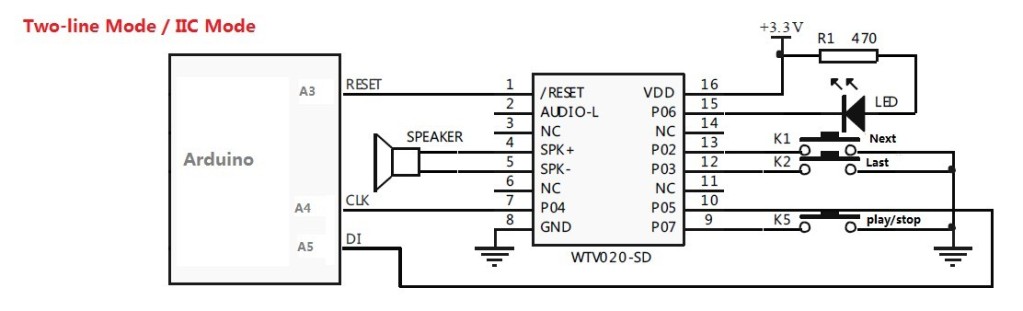 Two-line Mode / IIC Mode
+3.3V
R1 470
A3 RESET 1 /RESET VDD 16
2 AUDIO-L P06 15 LED
3 NC NC 14
SPEAKER 4 SPK+ P02 13 K1 Next
Arduino 5 SPK- P03 12 K2 Last
6 NC NC 11
A4 CLK 7 P04 P05 10
8 GND P07 9 K5 play/stop
A5 DI
WTV020-SD